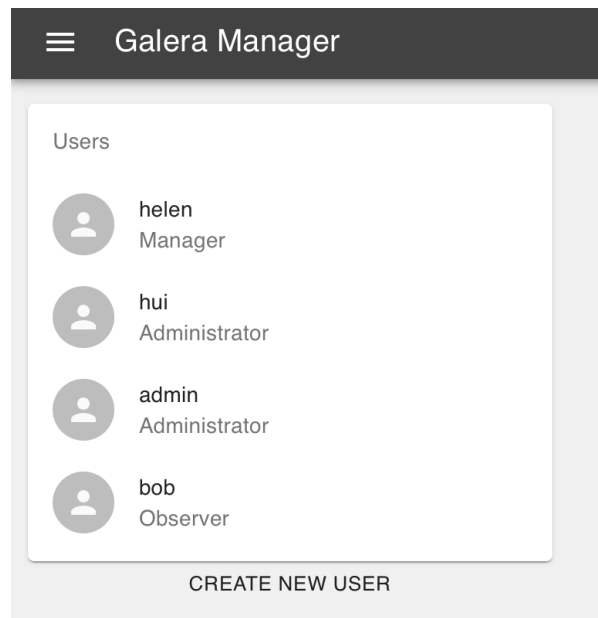 Galera Manager
Users
helen
Manager
hui
Administrator
admin
Administrator
bob
Observer
CREATE NEW USER